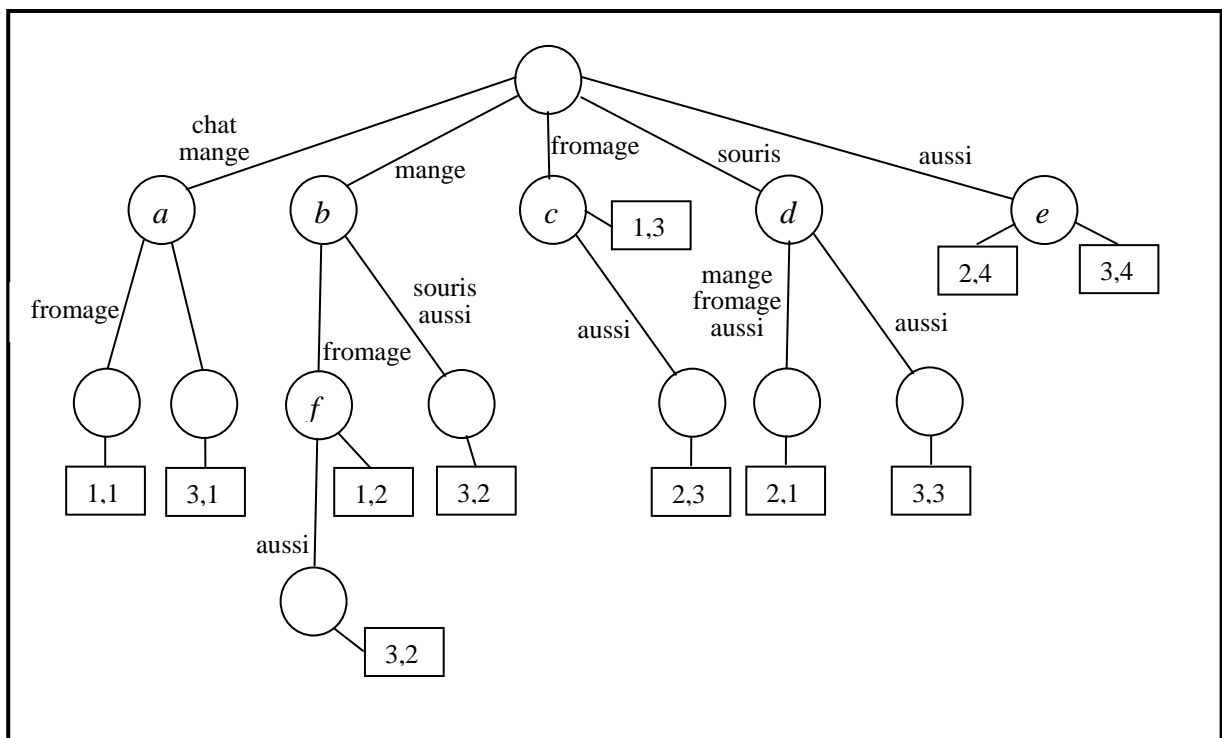 chat
mange
mange
fromage
souris
aussi
a
b
c
1,3
d
e
2,4
3,4
fromage
souris
aussi
aussi
mange
fromage
aussi
aussi
fromage
f
1,1
3,1
1,2
3,2
2,3
2,1
3,3
aussi
3,2